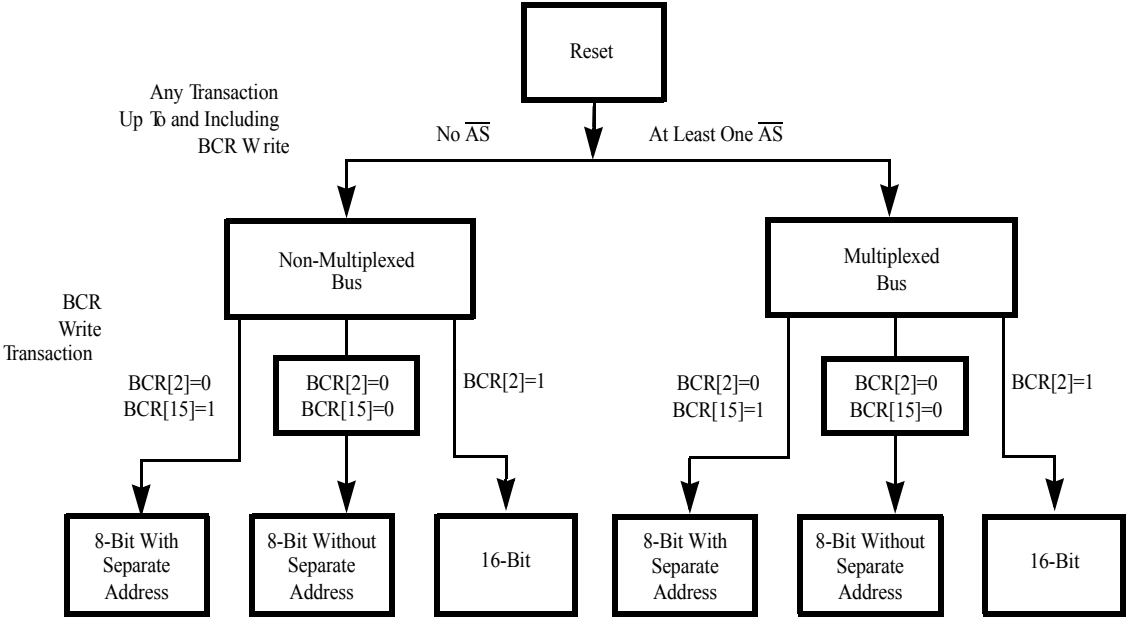 Reset
Any Transaction
Up To and Including
BCR Write
No A̅S̅
At Least One A̅S̅
Non-Multiplexed
Bus
Multiplexed
Bus
BCR
Write
Transaction
BCR[2]=0
BCR[15]=1
BCR[2]=0
BCR[15]=0
BCR[2]=1
BCR[2]=0
BCR[15]=1
BCR[2]=0
BCR[15]=0
BCR[2]=1
8-Bit With
Separate
Address
8-Bit Without
Separate
Address
16-Bit
8-Bit With
Separate
Address
8-Bit Without
Separate
Address
16-Bit